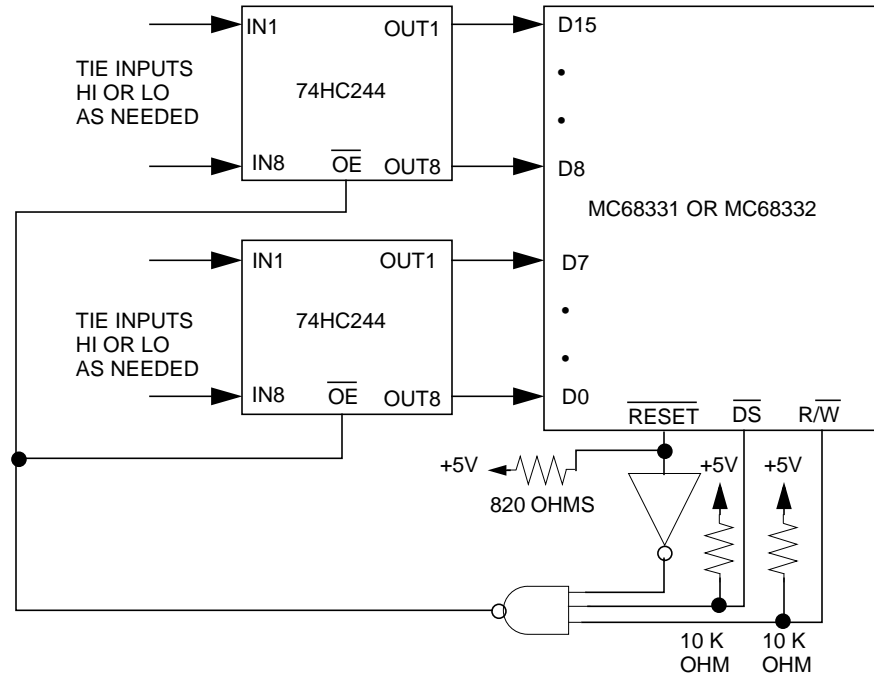 IN1
OUT1
D15
TIE INPUTS
HI OR LO
AS NEEDED
74HC244
•
•
IN8
OE
OUT8
D8
MC68331 OR MC68332
IN1
OUT1
D7
TIE INPUTS
HI OR LO
AS NEEDED
74HC244
•
•
IN8
OE
OUT8
D0
RESET
DS
R/W
+5V
820 OHMS
+5V
+5V
10 K
OHM
10 K
OHM